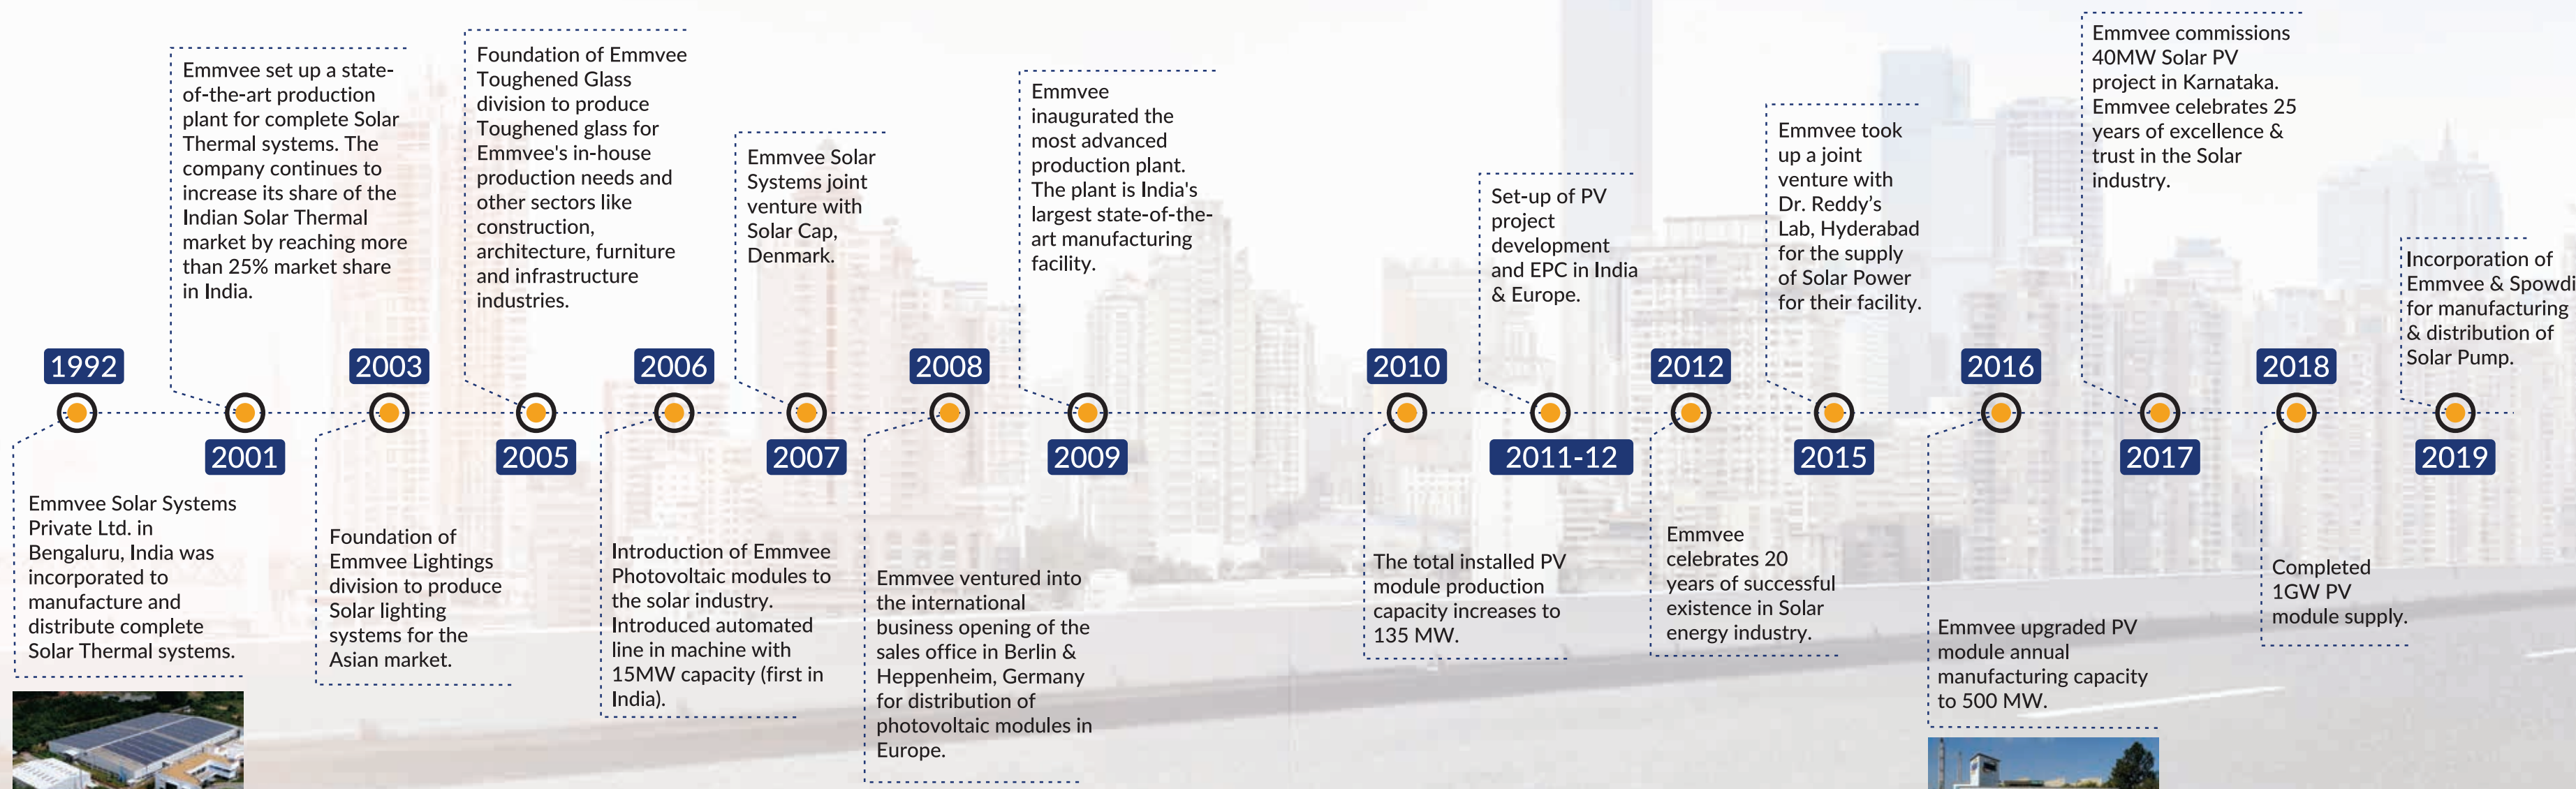 1992
Emmvee Solar Systems
Private Ltd. in
Bengaluru, India was
incorporated to
manufacture and
distribute complete
Solar Thermal systems.
Emmvee set up a state-
of-the-art production
plant for complete Solar
Thermal systems. The
company continues to
increase its share of the
Indian Solar Thermal
market by reaching more
than 25% market share
in India.
2001
2003
Foundation of
Emmvee Lightings
division to produce
Solar lighting
systems for the
Asian market.
Foundation of Emmvee
Toughened Glass
division to produce
Toughened glass for
Emmvee's in-house
production needs and
other sectors like
construction,
architecture, furniture
and infrastructure
industries.
2005
2006
Introduction of Emmvee
Photovoltaic modules to
the solar industry.
Introduced automated
line in machine with
15MW capacity (first in
India).
Emmvee Solar
Systems joint
venture with
Solar Cap,
Denmark.
2007
2008
Emmvee ventured into
the international
business opening of the
sales office in Berlin &
Heppenheim, Germany
for distribution of
photovoltaic modules in
Europe.
Emmvee
inaugurated the
most advanced
production plant.
The plant is India's
largest state-of-the-
art manufacturing
facility.
2009
2010
The total installed PV
module production
capacity increases to
135 MW.
Set-up of PV
project
development
and EPC in India
& Europe.
2011-12
2012
Emmvee
celebrates 20
years of successful
existence in Solar
energy industry.
Emmvee took
up a joint
venture with
Dr. Reddy’s
Lab, Hyderabad
for the supply
of Solar Power
for their facility.
2015
2016
Emmvee upgraded PV
module annual
manufacturing capacity
to 500 MW.
Emmvee commissions
40MW Solar PV
project in Karnataka.
Emmvee celebrates 25
years of excellence &
trust in the Solar
industry.
2017
2018
Completed
1GW PV
module supply.
Incorporation of
Emmvee & Spowdi
for manufacturing
& distribution of
Solar Pump.
2019